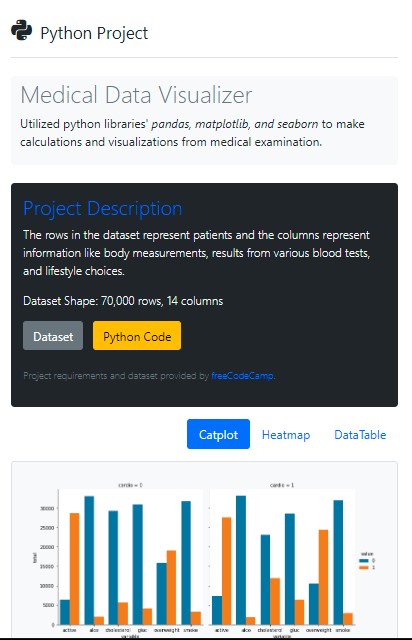 Python Project
Medical Data Visualizer
Utilized python libraries' pandas, matplotlib, and seaborn to make
calculations and visualizations from medical examination.
Project Description
The rows in the dataset represent patients and the columns represent
information like body measurements, results from various blood tests,
and lifestyle choices.
Dataset Shape: 70,000 rows, 14 columns
Dataset Python Code
Project requirements and dataset provided by freeCodeCamp.
Catplot Heatmap DataTable
cardio = 0 cardio = 1
30000
25000
20000
15000
10000
5000
0
total
value
0
1
active alco cholesterol gluc overweight smoke active alco cholesterol gluc overweight smoke
variable variable